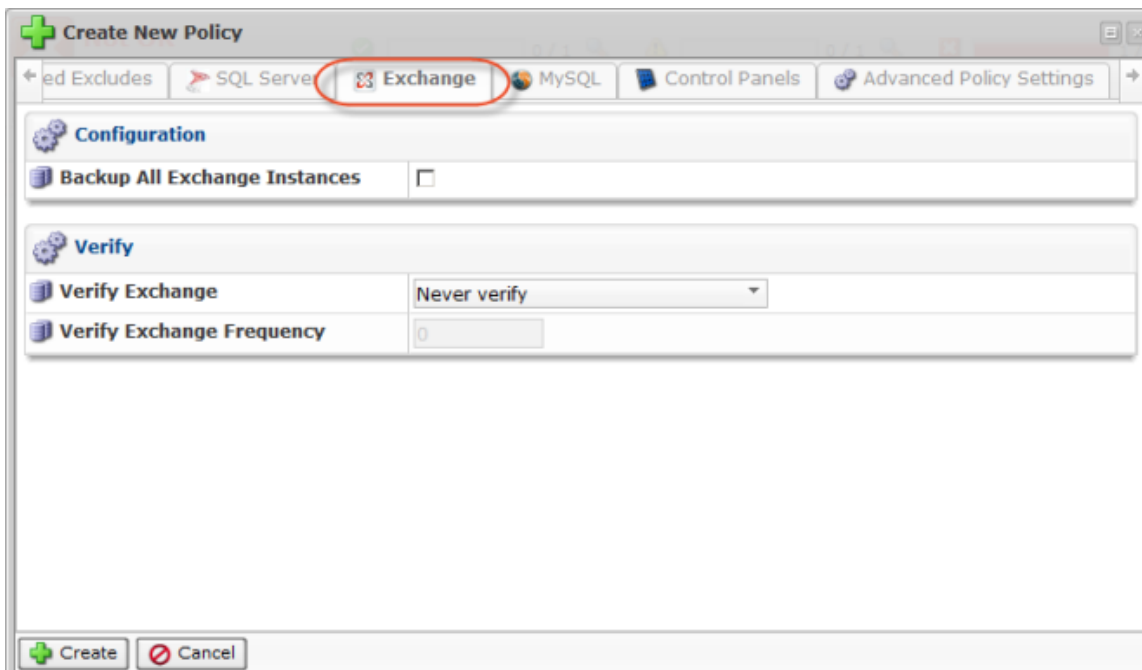 Create New Policy
ed Excludes SQL Server Exchange MySQL Control Panels Advanced Policy Settings
Configuration
Backup All Exchange Instances
Verify
Verify Exchange Never verify
Verify Exchange Frequency 0
Create Cancel